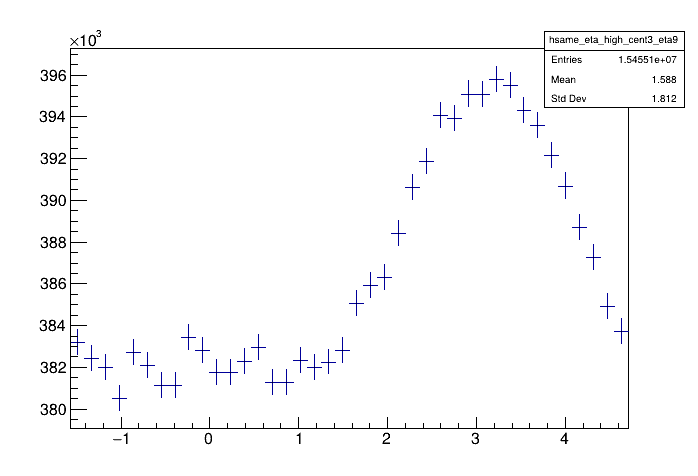 ×10³
hsame_eta_high_cent3_eta9
Entries 1.54551e+07
Mean 1.588
Std Dev 1.812
396
394
392
390
388
386
384
382
380
−1 0 1 2 3 4